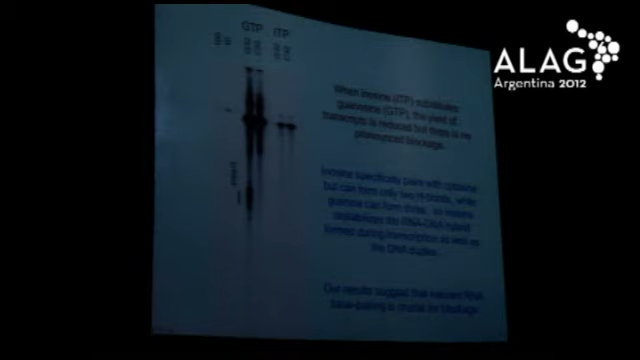 ALAG
Argentina 2012
GTP ITP
When inosine (ITP) substitutes
guanosine (GTP), the yield of
transcripts is reduced but there is no
pronounced blockage.
Inosine specifically pairs with cytosine
but can form only two H-bonds, while
guanine can form three, so inosine
destabilizes the RNA-DNA hybrid
formed during transcription as well as
the DNA duplex.
Our results suggest that
base-pairing is crucial for blockage